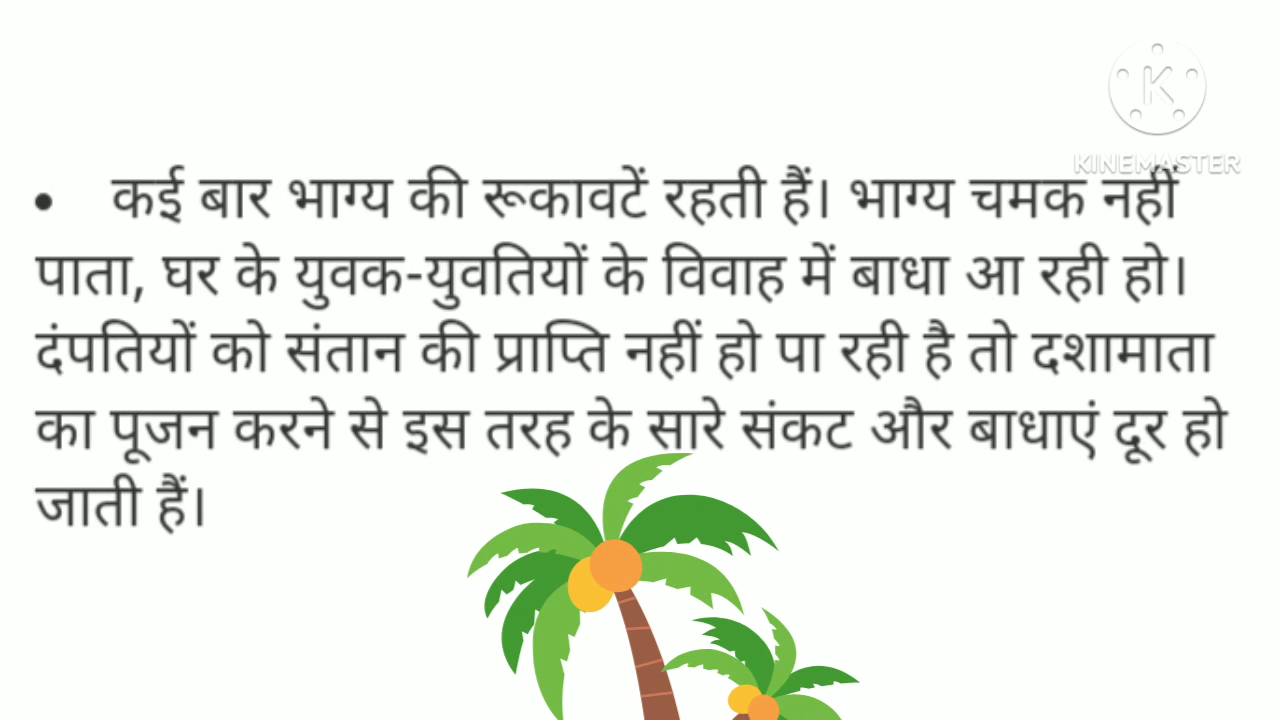 KINEMASTER
• कई बार भाग्य की रूकावटें रहती हैं। भाग्य चमक नहीं
पाता, घर के युवक-युवतियों के विवाह में बाधा आ रही हो।
दंपतियों को संतान की प्राप्ति नहीं हो पा रही है तो दशामाता
का पूजन करने से इस तरह के सारे संकट और बाधाएं दूर हो
जाती हैं।